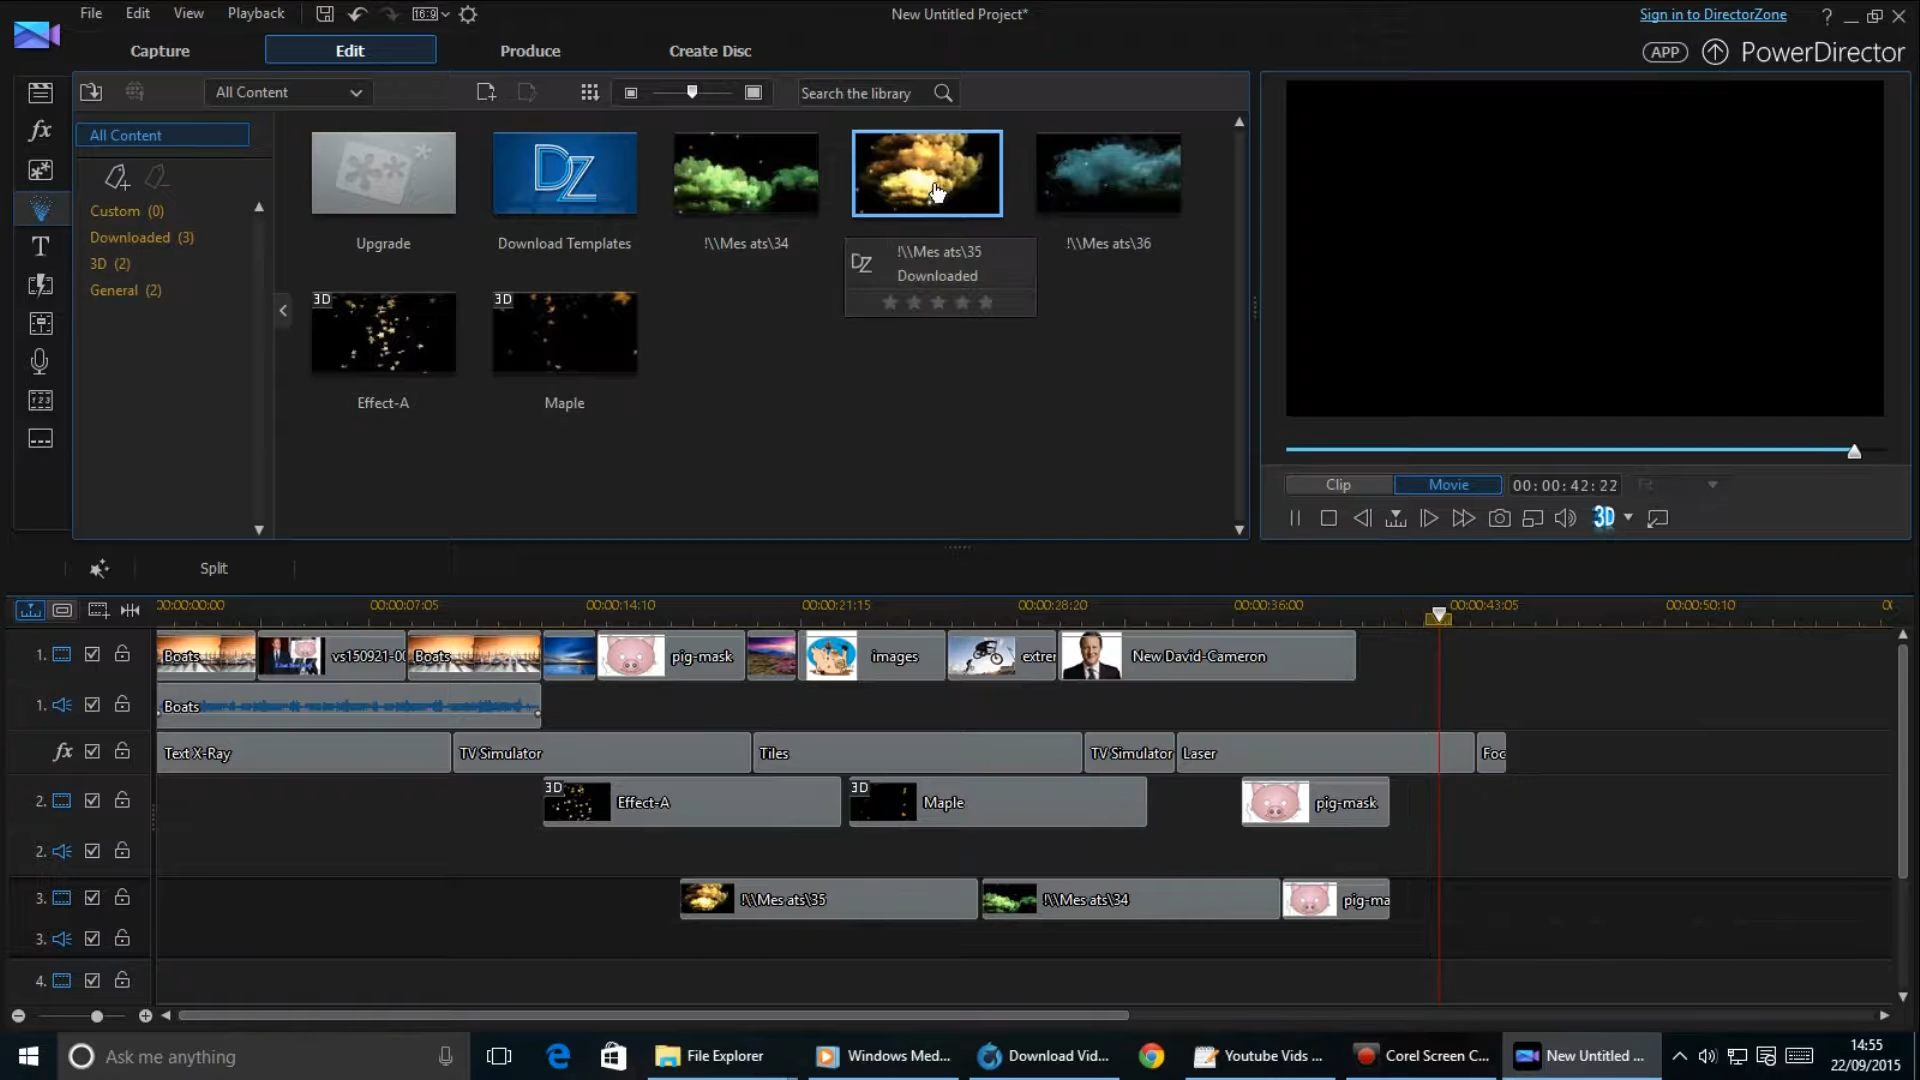 File Edit View Playback 16:9 New Untitled Project* Sign in to DirectorZone ?
Capture Edit Produce Create Disc APP PowerDirector
All Content Search the library
All Content
Custom (0)
Downloaded (3)
3D (2)
General (2)
fx
T
DZ
Upgrade Download Templates !\\Mes ats\34 !\\Mes ats\36
DZ !\\Mes ats\35
Downloaded
3D 3D
Effect-A Maple
Clip Movie 00:00:42:22 Fit
3D
Split
00:00:00:00 00:00:07:05 00:00:14:10 00:00:21:15 00:00:28:20 00:00:36:00 00:00:43:05 00:00:50:10
1. Boats vs150921-00 Boats pig-mask images extrer New David-Cameron
1. Boats
fx Text X-Ray TV Simulator Tiles TV Simulator Laser Foc
2. 3D Effect-A 3D Maple pig-mask
2.
3. !\\Mes ats\35 !\\Mes ats\34 pig-ma
3.
4.
Ask me anything File Explorer Windows Med... Download Vid... Youtube Vids ... Corel Screen C... New Untitled ... 14:55
22/09/2015